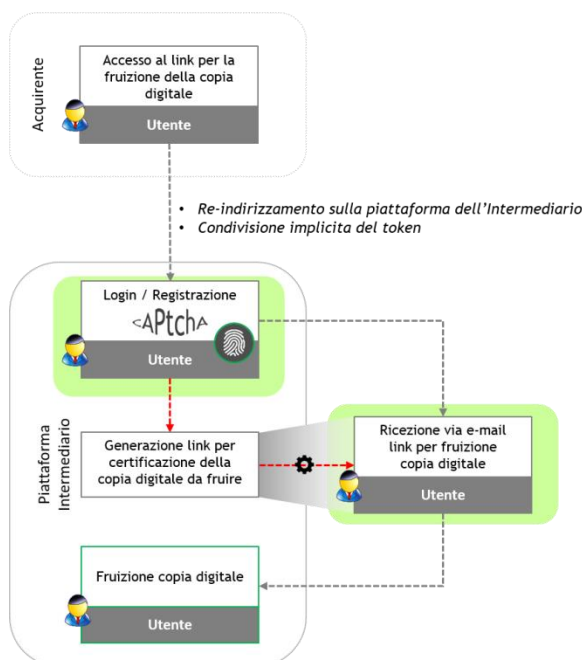 Acquirente
Accesso al link per la
fruizione della copia
digitale
Utente
• Re-indirizzamento sulla piattaforma dell'Intermediario
• Condivisione implicita del token
Piattaforma
Intermediario
Login / Registrazione
<APtchA
Utente
Generazione link per
certificazione della
copia digitale da fruire
Ricezione via e-mail
link per fruizione
copia digitale
Utente
Fruizione copia digitale
Utente